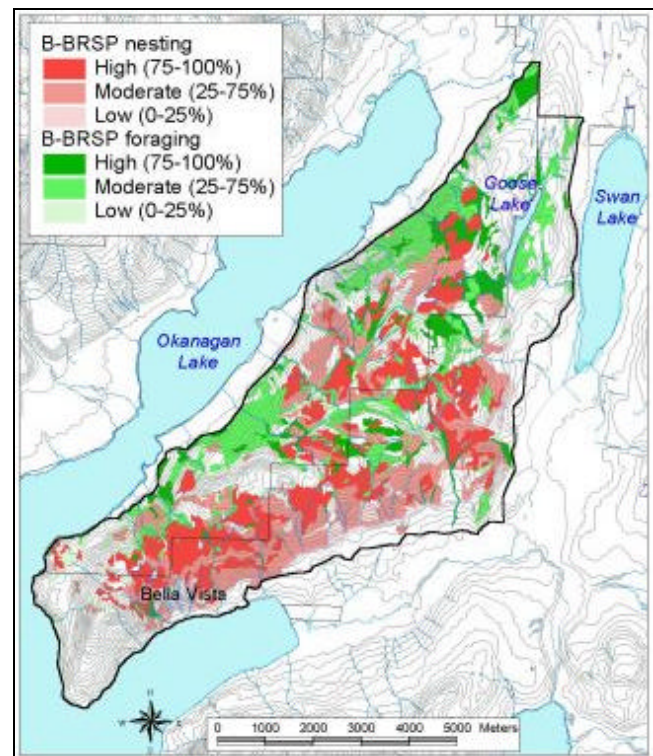 B-BRSP nesting
High (75-100%)
Moderate (25-75%)
Low (0-25%)
B-BRSP foraging
High (75-100%)
Moderate (25-75%)
Low (0-25%)
Goose
Lake
Swan
Lake
Okanagan
Lake
Bella Vista
N
W
E
S
0 1000 2000 3000 4000 5000 Meters